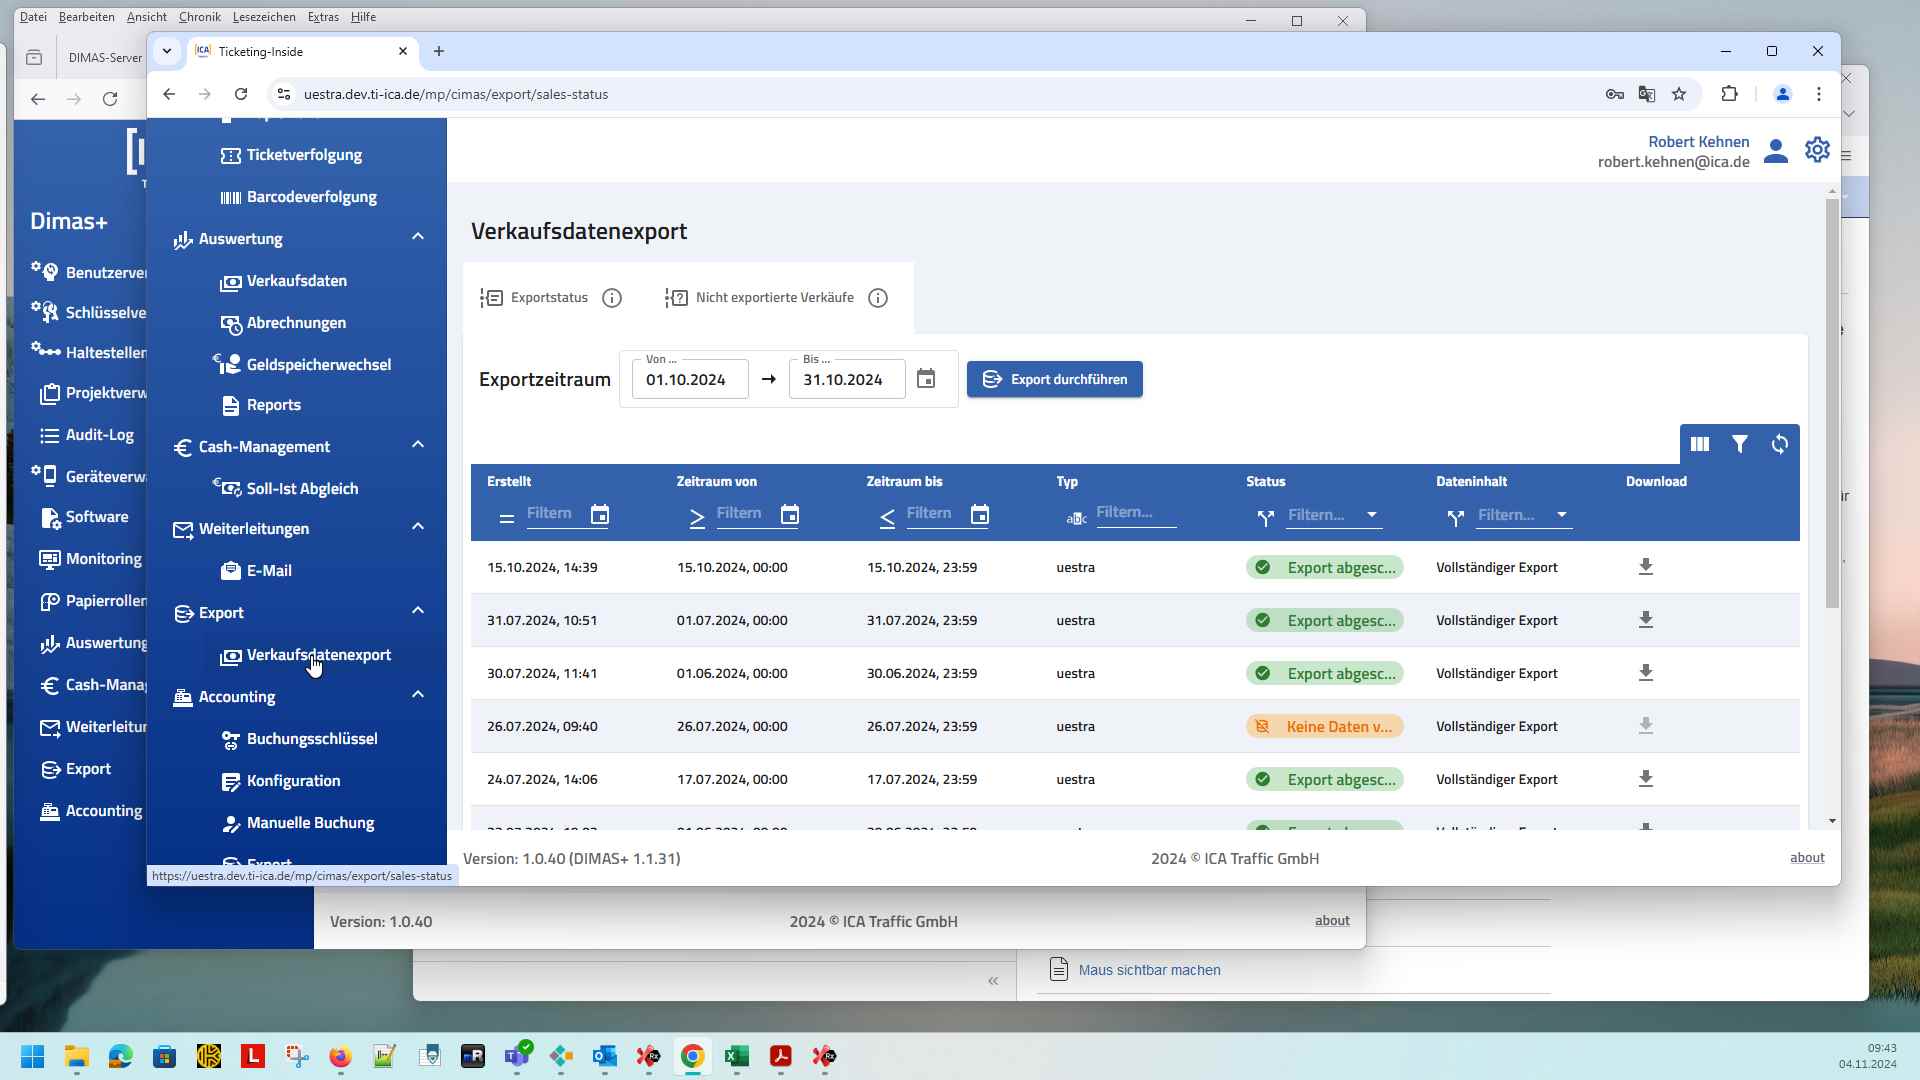 Datei Bearbeiten Ansicht Chronik Lesezeichen Extras Hilfe
DIMAS-Server
Ticketing-Inside
uestra.dev.ti-ica.de/mp/cimas/export/sales-status
Dimas+
Schlüsselve
Haltestellen
Projektverw
Audit-Log
Software
Monitoring
Papierrollen
Auswertung
Weiterleitun
Export
Accounting
Ticketverfolgung
Barcodeverfolgung
Auswertung
Verkaufsdaten
Abrechnungen
Geldspeicherwechsel
Reports
Cash-Management
Soll-Ist Abgleich
Weiterleitungen
E-Mail
Export
Verkaufsdatenexport
Accounting
Buchungsschlüssel
Konfiguration
Manuelle Buchung
Export
https://uestra.dev.ti-ica.de/mp/cimas/export/sales-status
Robert Kehnen
robert.kehnen@ica.de
Verkaufsdatenexport
Exportstatus
Nicht exportierte Verkäufe
Exportzeitraum
Von ...
01.10.2024
Bis ...
31.10.2024
Export durchführen
Erstellt Zeitraum von Zeitraum bis Typ Status Dateninhalt Download
Filtern Filtern Filtern Filtern... Filtern... Filtern...
15.10.2024, 14:39 15.10.2024, 00:00 15.10.2024, 23:59 uestra Export abgesc... Vollständiger Export
31.07.2024, 10:51 01.07.2024, 00:00 31.07.2024, 23:59 uestra Export abgesc... Vollständiger Export
30.07.2024, 11:41 01.06.2024, 00:00 30.06.2024, 23:59 uestra Export abgesc... Vollständiger Export
26.07.2024, 09:40 26.07.2024, 00:00 26.07.2024, 23:59 uestra Keine Daten v... Vollständiger Export
24.07.2024, 14:06 17.07.2024, 00:00 17.07.2024, 23:59 uestra Export abgesc... Vollständiger Export
Version: 1.0.40 (DIMAS+ 1.1.31)
2024 © ICA Traffic GmbH
about
Version: 1.0.40
2024 © ICA Traffic GmbH
about
Maus sichtbar machen
09:43
04.11.2024